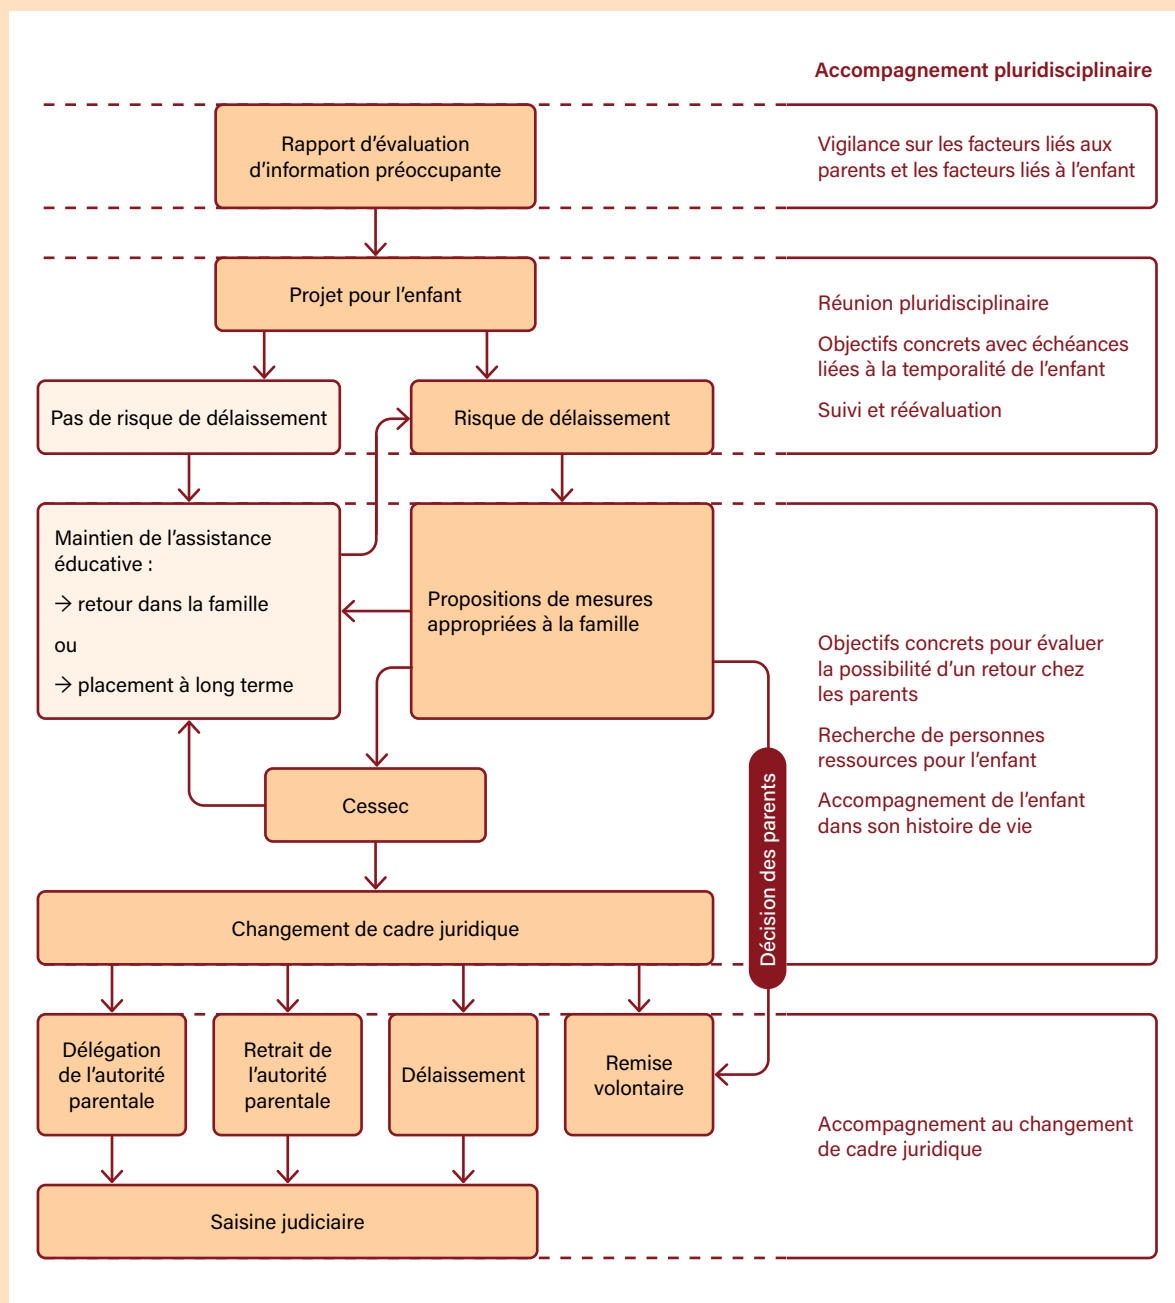 Accompagnement pluridisciplinaire
Rapport d’évaluation
d’information préoccupante
Vigilance sur les facteurs liés aux
parents et les facteurs liés à l’enfant
Projet pour l’enfant
Réunion pluridisciplinaire
Objectifs concrets avec échéances
liées à la temporalité de l’enfant
Suivi et réévaluation
Pas de risque de délaissement
Risque de délaissement
Maintien de l’assistance
éducative :
→ retour dans la famille
ou
→ placement à long terme
Propositions de mesures
appropriées à la famille
Objectifs concrets pour évaluer
la possibilité d’un retour chez
les parents
Recherche de personnes
ressources pour l’enfant
Accompagnement de l’enfant
dans son histoire de vie
Cessec
Décision des parents
Changement de cadre juridique
Délégation
de l’autorité
parentale
Retrait de
l’autorité
parentale
Délaissement
Remise
volontaire
Accompagnement au changement
de cadre juridique
Saisine judiciaire